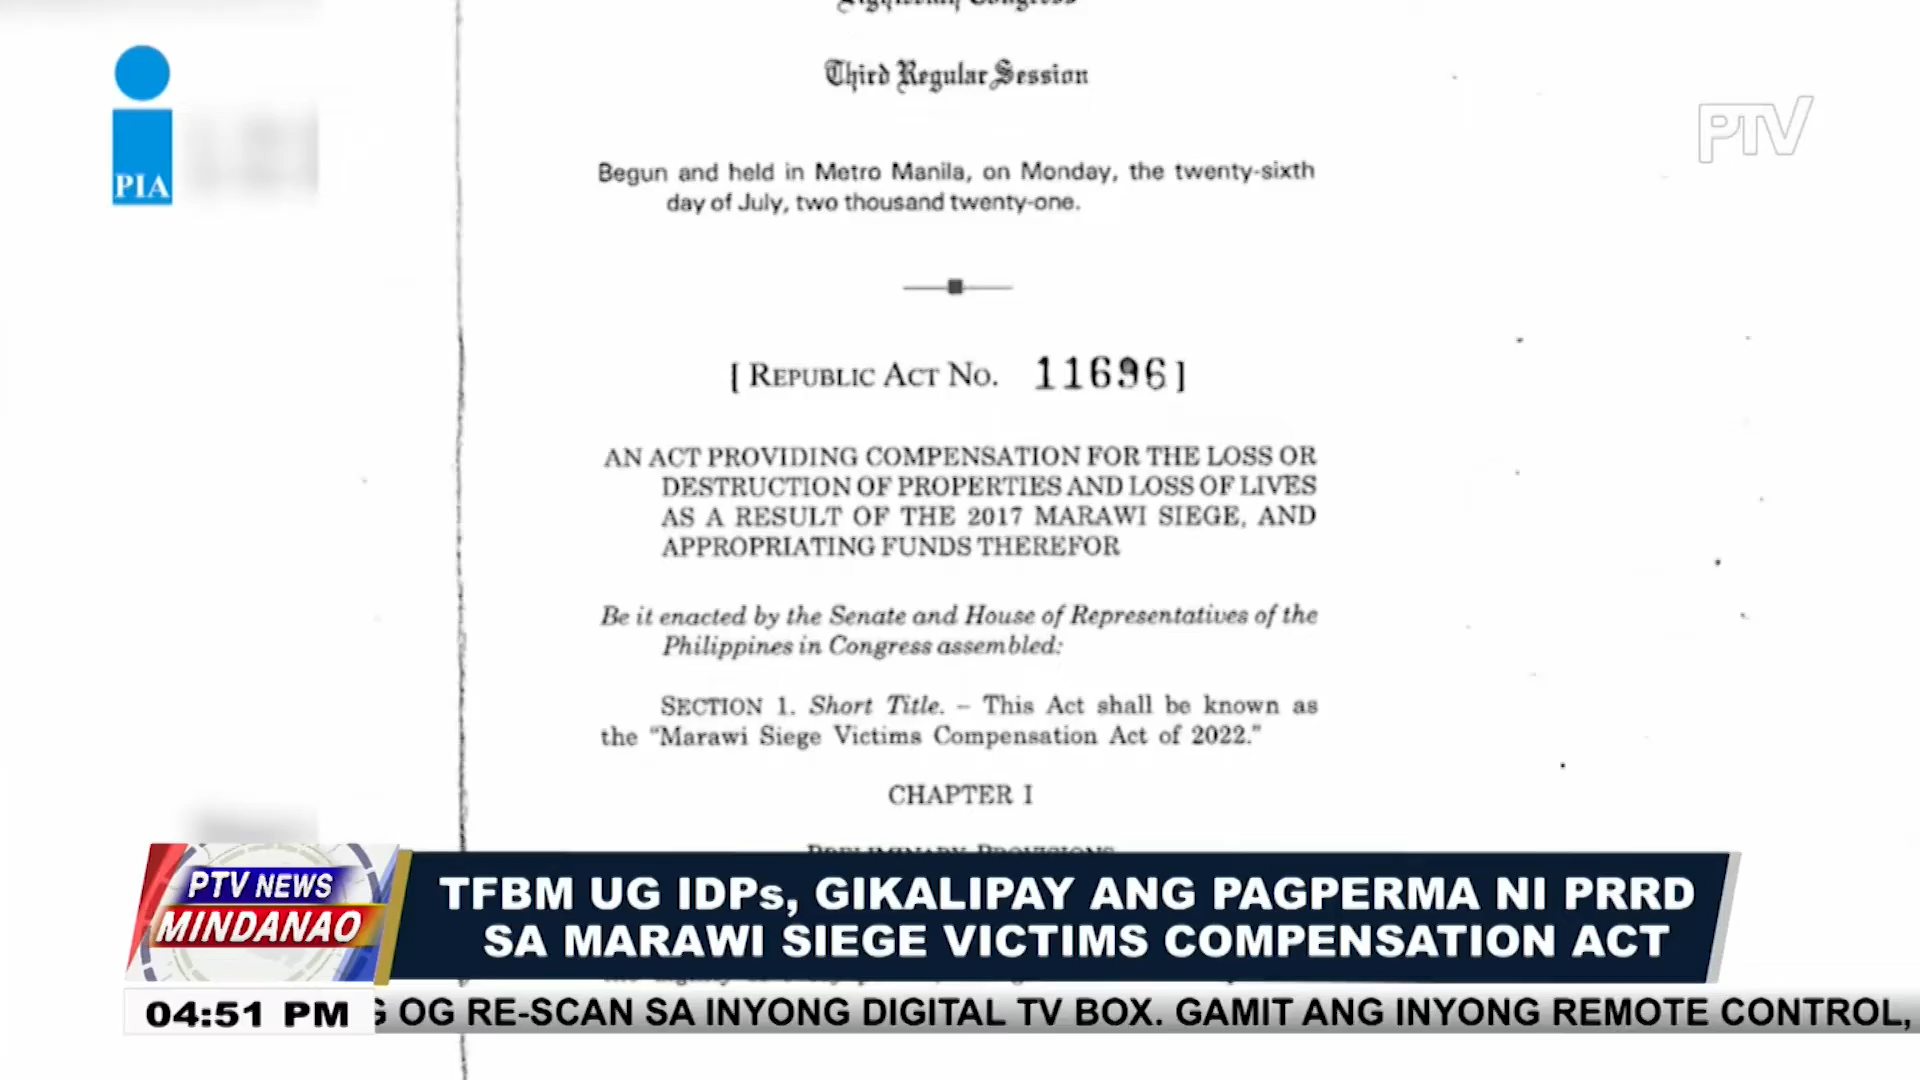 Third Regular Session
PIA
PTV
Begun and held in Metro Manila, on Monday, the twenty-sixth
day of July, two thousand twenty-one.
[ REPUBLIC ACT NO. 11696 ]
AN ACT PROVIDING COMPENSATION FOR THE LOSS OR
DESTRUCTION OF PROPERTIES AND LOSS OF LIVES
AS A RESULT OF THE 2017 MARAWI SIEGE, AND
APPROPRIATING FUNDS THEREFOR
Be it enacted by the Senate and House of Representatives of the
Philippines in Congress assembled:
SECTION 1. Short Title. – This Act shall be known as
the "Marawi Siege Victims Compensation Act of 2022."
CHAPTER I
PTV NEWS
MINDANAO
TFBM UG IDPs, GIKALIPAY ANG PAGPERMA NI PRRD
SA MARAWI SIEGE VICTIMS COMPENSATION ACT
04:51 PM
OG RE-SCAN SA INYONG DIGITAL TV BOX. GAMIT ANG INYONG REMOTE CONTROL,